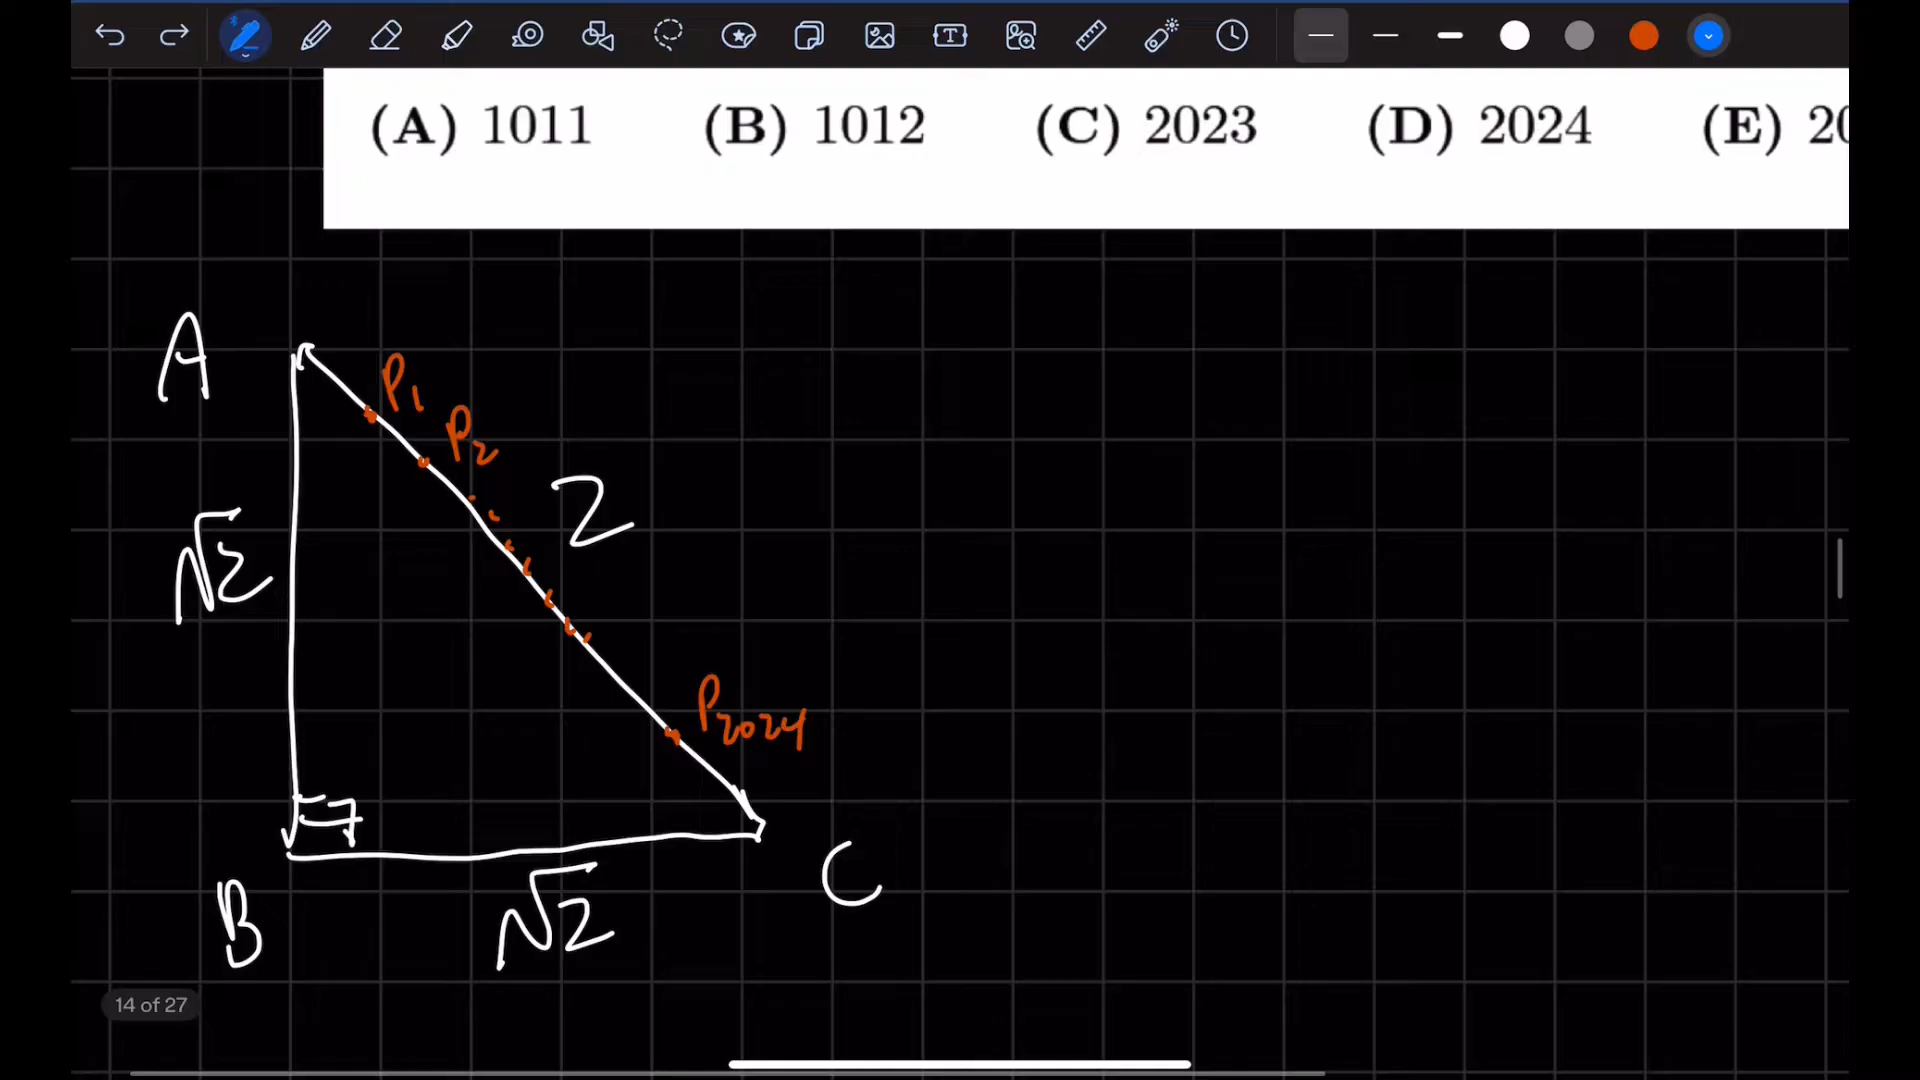 (A) 1011 (B) 1012 (C) 2023 (D) 2024 (E) 20
A
P₁
P₂
2
√2
P₂₀₂₄
B
√2
C
14 of 27